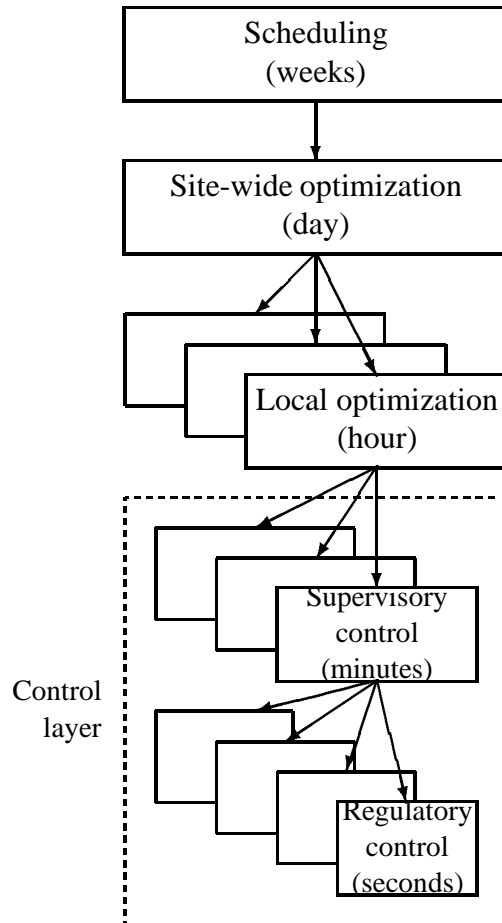 Scheduling
(weeks)
Site-wide optimization
(day)
Local optimization
(hour)
Supervisory
control
(minutes)
Control
layer
Regulatory
control
(seconds)